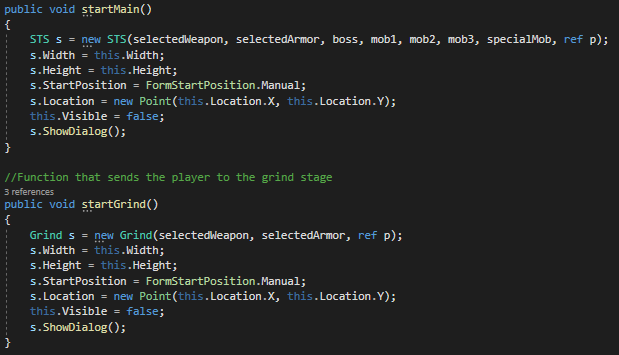 public void startMain()
{
STS s = new STS(selectedWeapon, selectedArmor, boss, mob1, mob2, mob3, specialMob, ref p);
s.Width = this.Width;
s.Height = this.Height;
s.StartPosition = FormStartPosition.Manual;
s.Location = new Point(this.Location.X, this.Location.Y);
this.Visible = false;
s.ShowDialog();
}
//Function that sends the player to the grind stage
3 references
public void startGrind()
{
Grind s = new Grind(selectedWeapon, selectedArmor, ref p);
s.Width = this.Width;
s.Height = this.Height;
s.StartPosition = FormStartPosition.Manual;
s.Location = new Point(this.Location.X, this.Location.Y);
this.Visible = false;
s.ShowDialog();
}